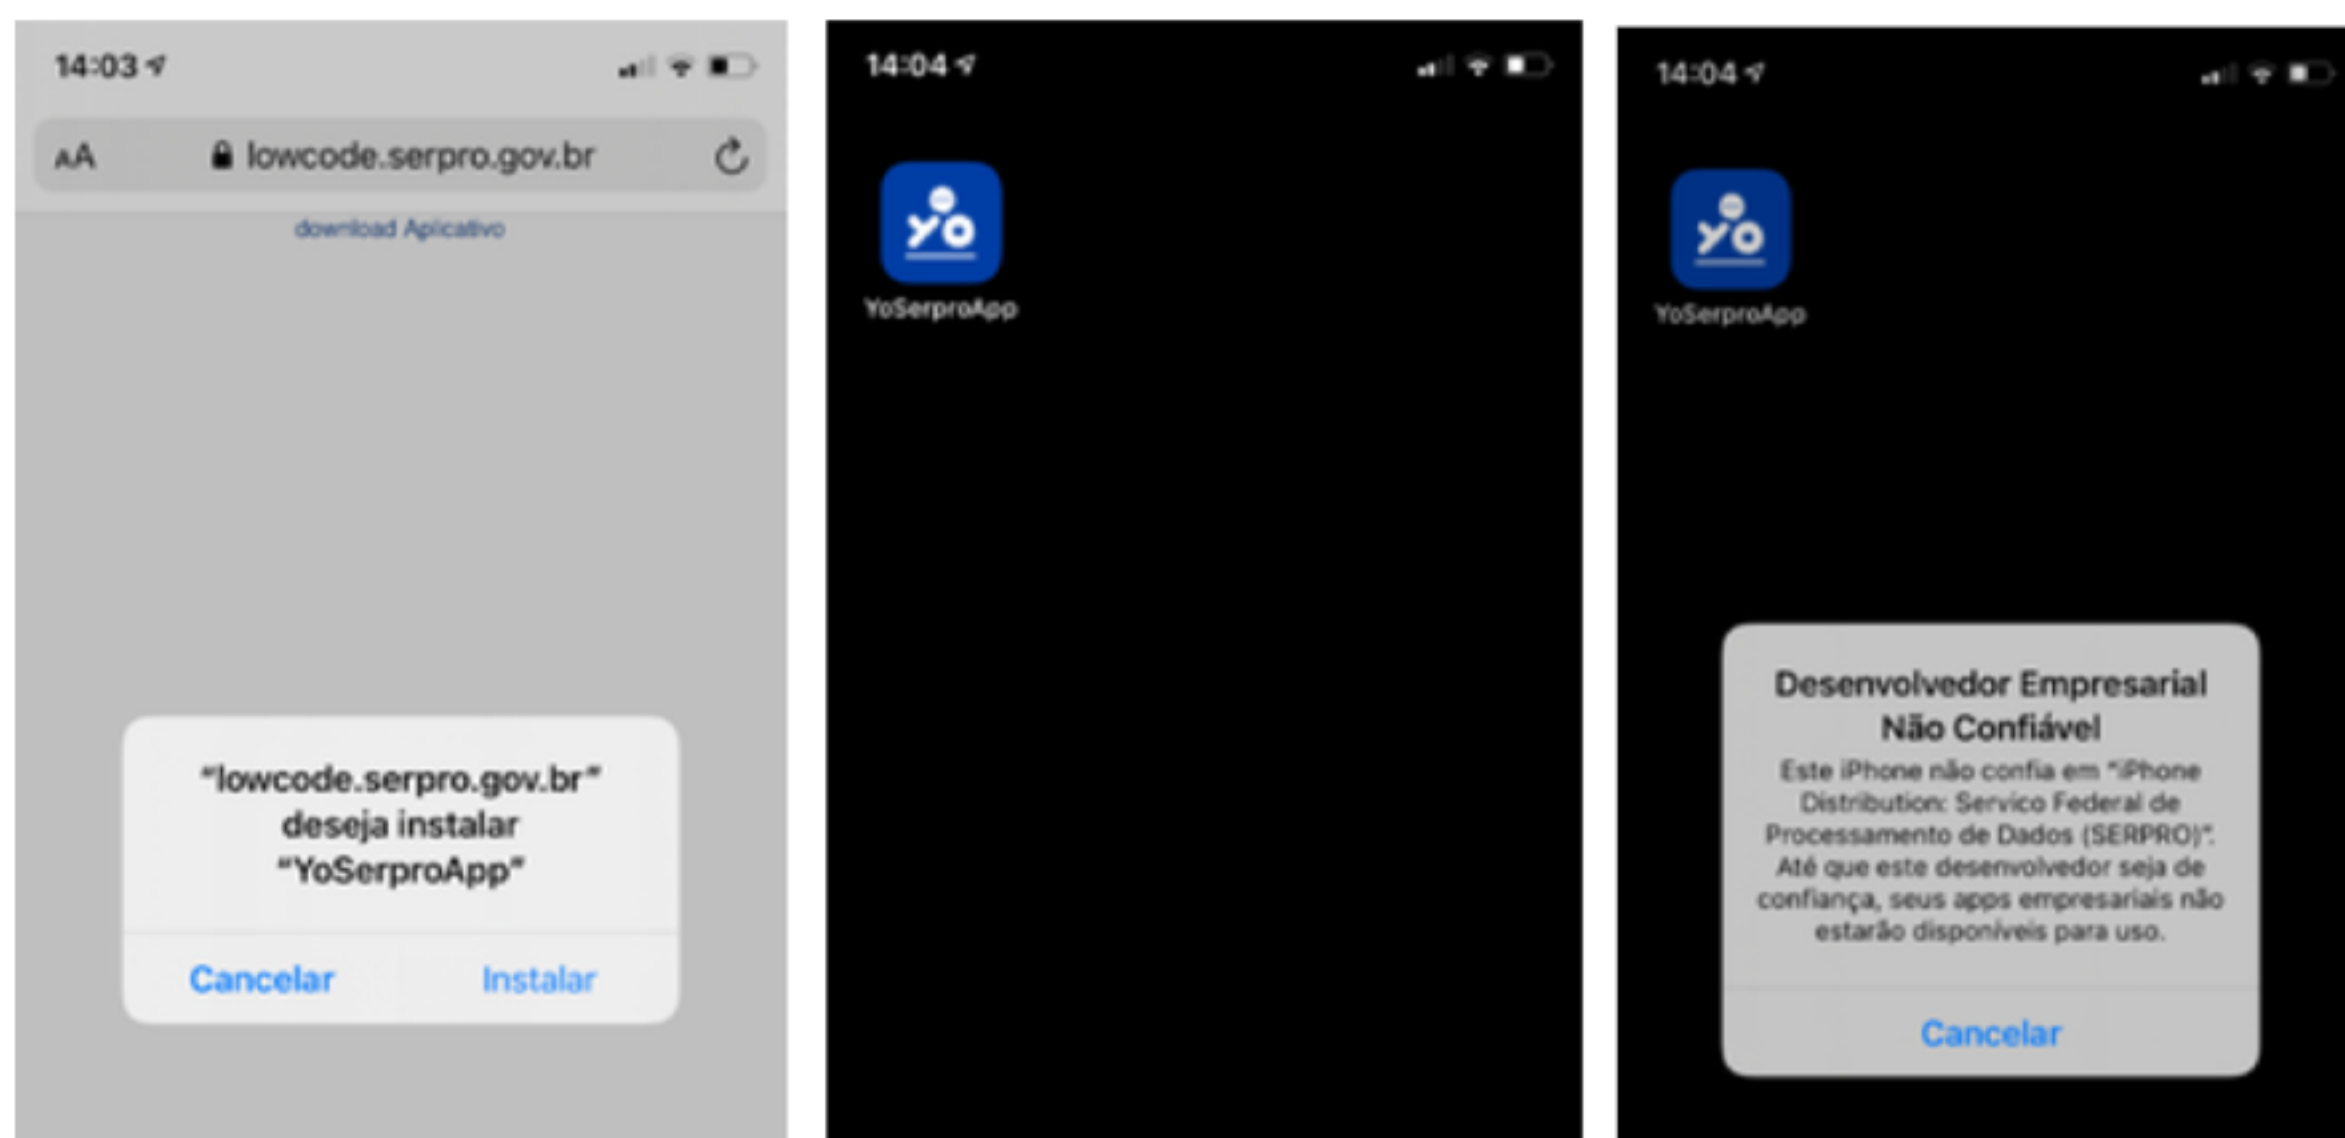 14:03
AA lowcode.serpro.gov.br
download Aplicativo
"lowcode.serpro.gov.br"
deseja instalar
"YoSerproApp"
Cancelar Instalar
14:04
yo
YoSerproApp
14:04
yo
YoSerproApp
Desenvolvedor Empresarial
Não Confiável
Este iPhone não confia em "iPhone
Distribution: Servico Federal de
Processamento de Dados (SERPRO)".
Até que este desenvolvedor seja de
confiança, seus apps empresariais não
estarão disponíveis para uso.
Cancelar